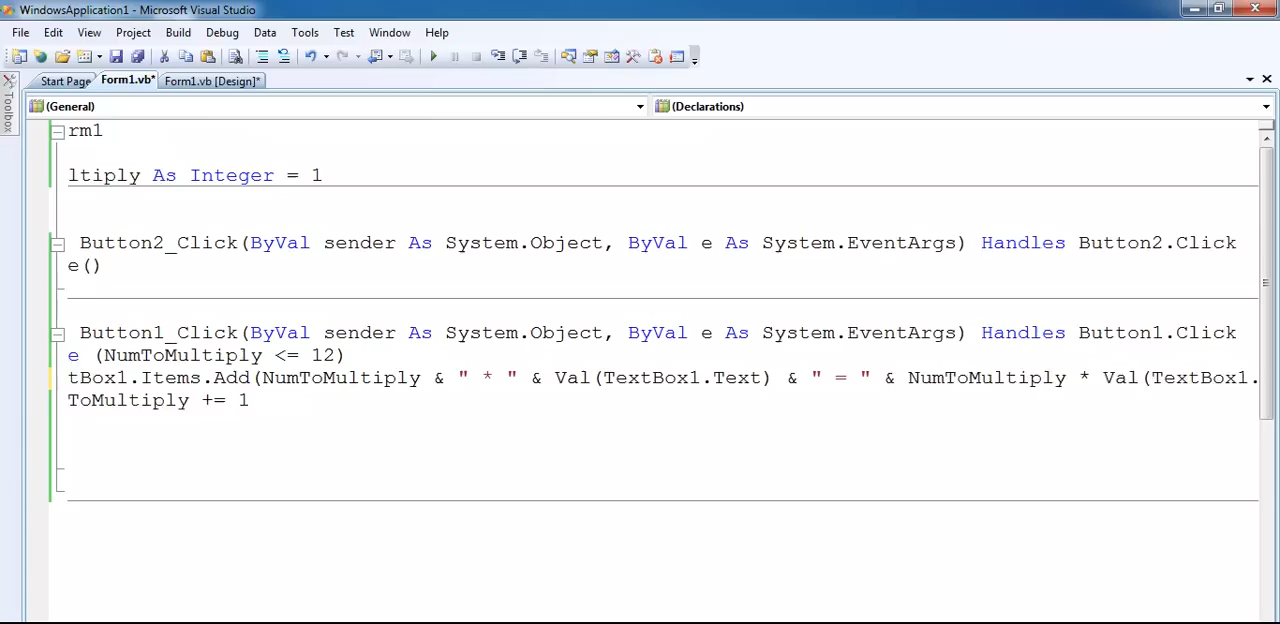 WindowsApplication1 - Microsoft Visual Studio
File Edit View Project Build Debug Data Tools Test Window Help
Start Page Form1.vb* Form1.vb [Design]*
Toolbox
(General) (Declarations)
rm1
ltiply As Integer = 1
Button2_Click(ByVal sender As System.Object, ByVal e As System.EventArgs) Handles Button2.Click
e()
Button1_Click(ByVal sender As System.Object, ByVal e As System.EventArgs) Handles Button1.Click
e (NumToMultiply <= 12)
tBox1.Items.Add(NumToMultiply & " * " & Val(TextBox1.Text) & " = " & NumToMultiply * Val(TextBox1.
ToMultiply += 1